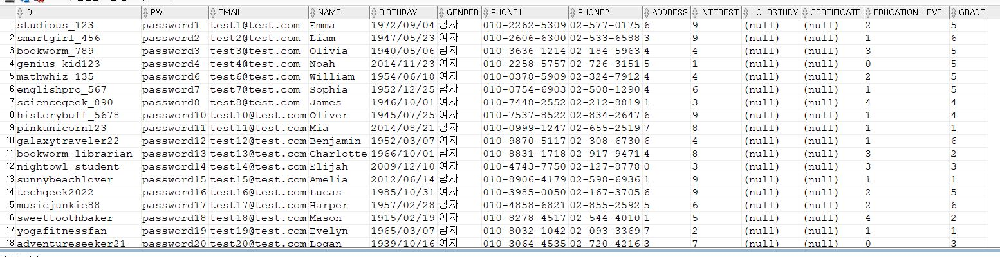 ID PW EMAIL NAME BIRTHDAY GENDER PHONE1 PHONE2 ADDRESS INTEREST HOURSTUDY CERTIFICATE EDUCATION_LEVEL GRADE
1 studious_123 password1 test1@test.com Emma 1972/09/04 남자 010-2262-5309 02-577-0175 6 9 (null) (null) 2 5
2 smartgirl_456 password2 test2@test.com Liam 1947/05/23 여자 010-2606-6300 02-533-6588 3 9 (null) (null) 1 6
3 bookworm_789 password3 test3@test.com Olivia 1940/05/06 남자 010-3636-1214 02-184-5963 4 4 (null) (null) 3 5
4 genius_kid123 password4 test4@test.com Noah 2014/11/23 여자 010-2258-5757 02-726-3151 5 1 (null) (null) 0 5
5 mathwhiz_135 password6 test6@test.com William 1954/06/18 여자 010-0378-5909 02-324-7912 4 4 (null) (null) 2 5
6 englishpro_567 password7 test7@test.com Sophia 1952/12/25 남자 010-0754-6903 02-508-1290 4 6 (null) (null) 1 5
7 sciencegeek_890 password8 test8@test.com James 1946/10/01 여자 010-7448-2552 02-212-8819 1 3 (null) (null) 4 4
8 historybuff_5678 password10 test10@test.com Oliver 1945/07/25 여자 010-7537-8522 02-834-2647 6 9 (null) (null) 1 4
9 pinkunicorn123 password11 test11@test.com Mia 2014/08/21 남자 010-0999-1247 02-655-2519 7 8 (null) (null) 1 1
10 galaxytraveler22 password12 test12@test.com Benjamin 1952/03/07 여자 010-9870-5117 02-308-6730 6 4 (null) (null) 1 6
11 bookworm_librarian password13 test13@test.com Charlotte 1966/10/01 남자 010-8831-1718 02-917-9471 4 8 (null) (null) 3 2
12 nightowl_student password14 test14@test.com Elijah 2009/12/10 여자 010-4743-7750 02-127-8778 0 3 (null) (null) 3 3
13 sunnybeachlover password15 test15@test.com Amelia 2012/06/14 남자 010-8906-4179 02-598-6936 1 9 (null) (null) 1 1
14 techgeek2022 password16 test16@test.com Lucas 1985/10/31 여자 010-3985-0050 02-167-3705 6 9 (null) (null) 2 5
15 musicjunkie88 password17 test17@test.com Harper 1957/02/28 남자 010-4858-6821 02-855-2592 5 6 (null) (null) 2 6
16 sweettoothbaker password18 test18@test.com Mason 1915/02/19 여자 010-8278-4517 02-544-4010 1 5 (null) (null) 4 2
17 yogafitnessfan password19 test19@test.com Evelyn 1965/03/07 남자 010-8032-1042 02-093-3369 7 2 (null) (null) 1 1
18 adventureseeker21 password20 test20@test.com Logan 1939/10/16 여자 010-3064-4535 02-720-4216 3 7 (null) (null) 0 3